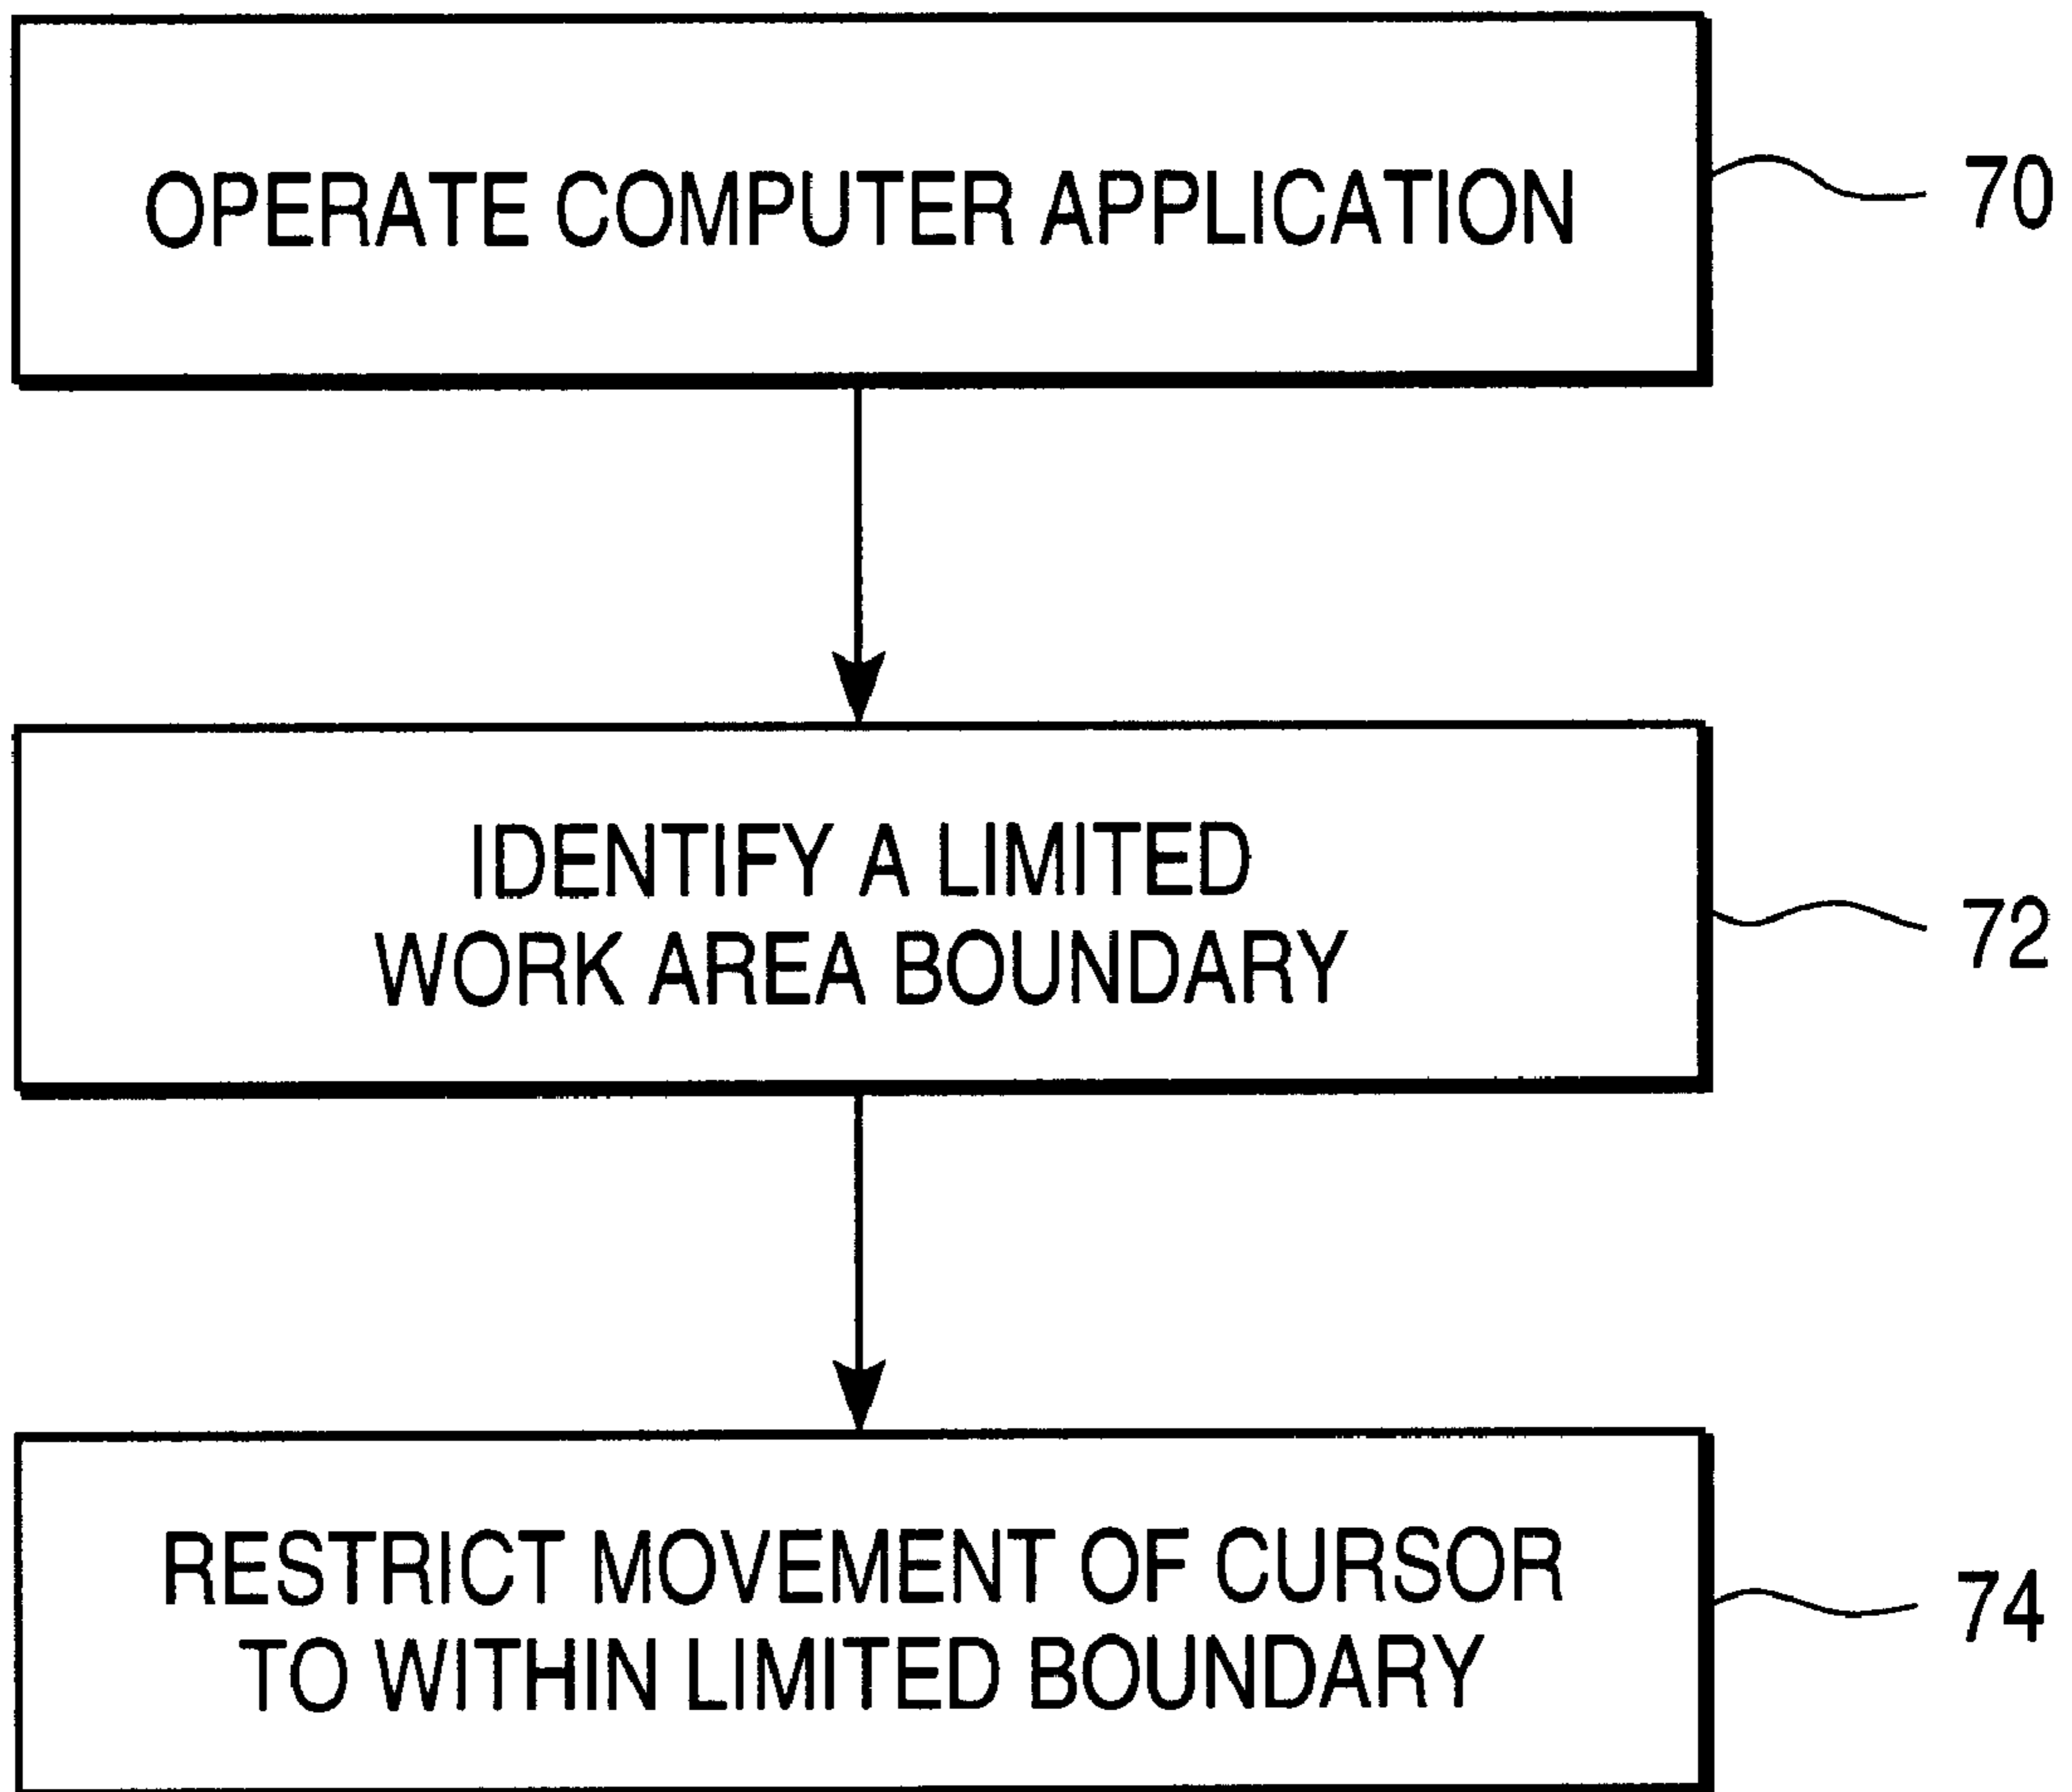 OPERATE COMPUTER APPLICATION
70
IDENTIFY A LIMITED
WORK AREA BOUNDARY
72
RESTRICT MOVEMENT OF CURSOR
TO WITHIN LIMITED BOUNDARY
74